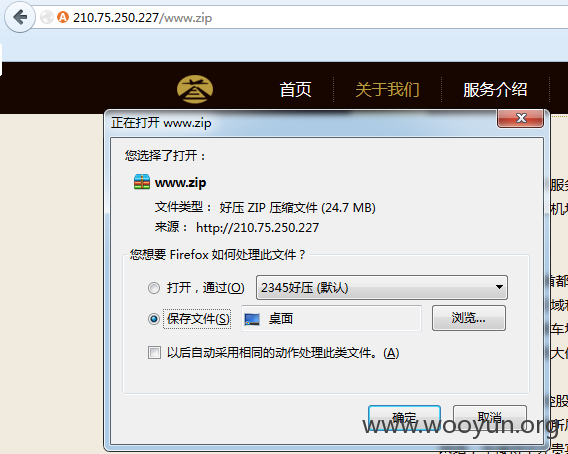 210.75.250.227/www.zip
首页 关于我们 服务介绍
正在打开 www.zip
您选择了打开：
www.zip
文件类型： 好压 ZIP 压缩文件 (24.7 MB)
来源： http://210.75.250.227
您想要 Firefox 如何处理此文件？
打开，通过(O) 2345好压 (默认)
保存文件(S) 桌面 浏览...
以后自动采用相同的动作处理此类文件。(A)
确定 取消
www.wooyun.org